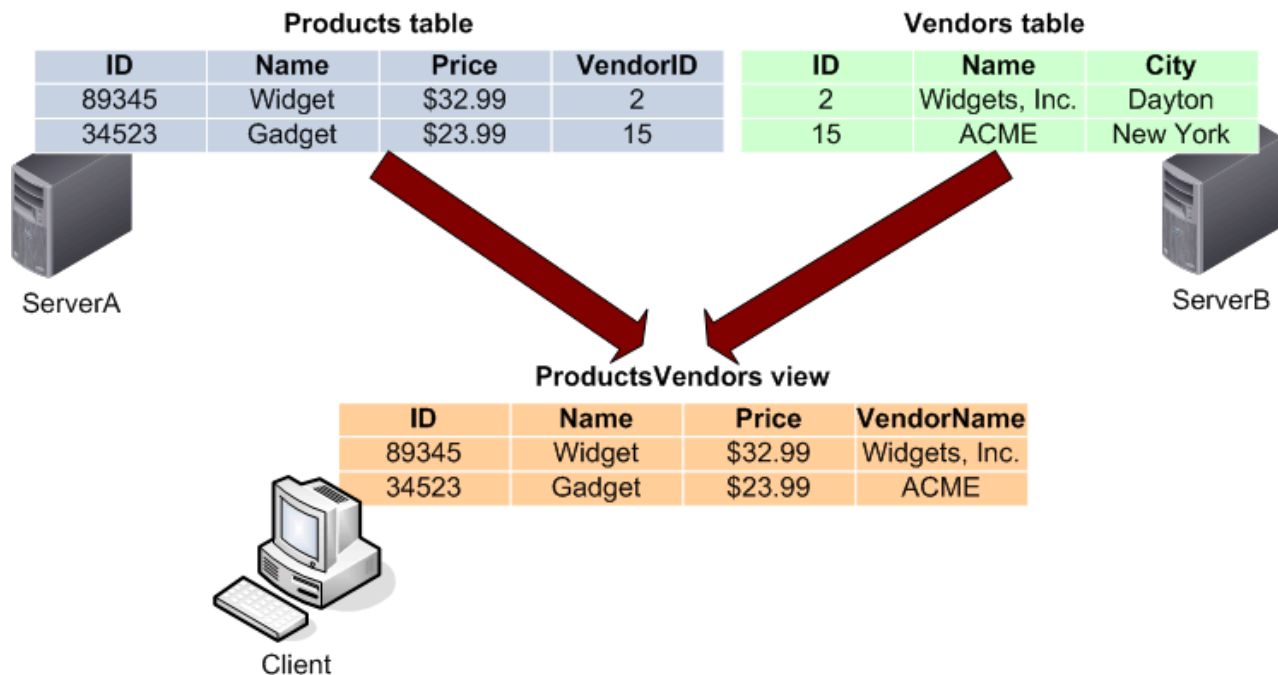 Products table
ID Name Price VendorID
89345 Widget $32.99 2
34523 Gadget $23.99 15
Vendors table
ID Name City
2 Widgets, Inc. Dayton
15 ACME New York
ServerA
ServerB
ProductsVendors view
ID Name Price VendorName
89345 Widget $32.99 Widgets, Inc.
34523 Gadget $23.99 ACME
Client